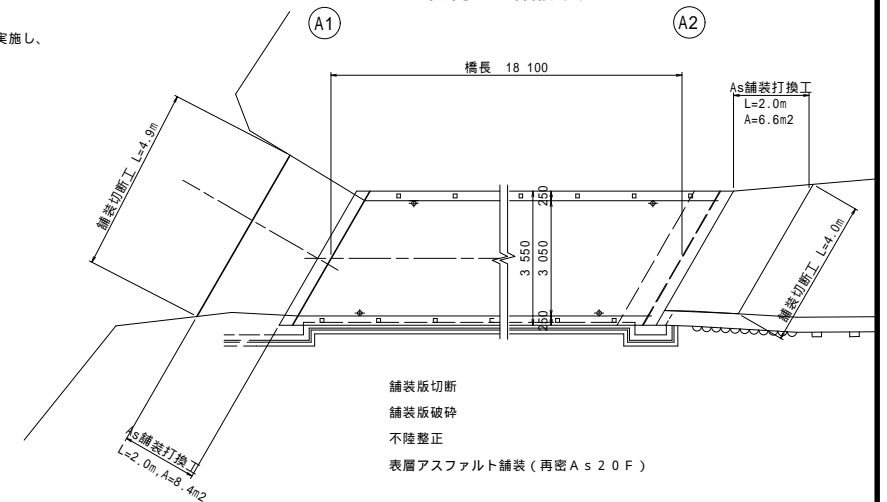 実施し、
A1
A2
橋長 18 100
As舗装打換工
L=2.0m
A=6.6m2
舗装切断工 L=4.9m
250
3 550
3 050
250
舗装切断工 L=4.0m
As舗装打換工
L=2.0m,A=8.4m2
舗装版切断
舗装版破砕
不陸整正
表層アスファルト舗装(再密As20F)